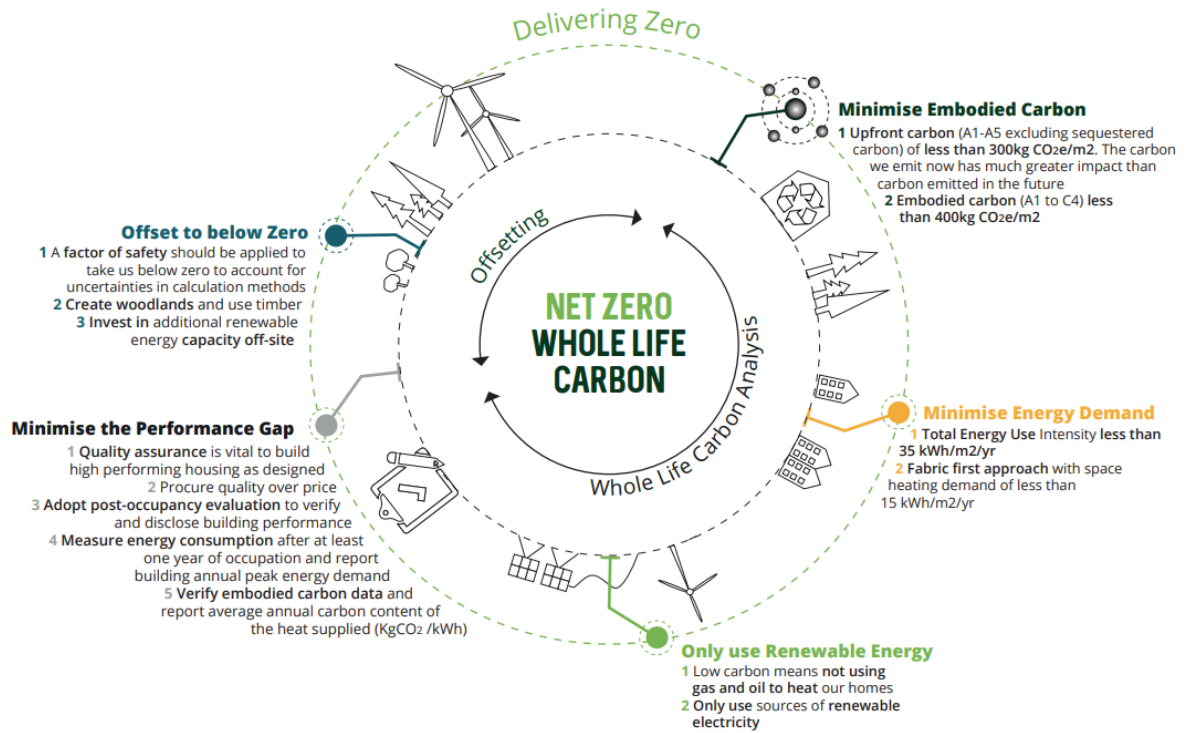 Delivering Zero
Minimise Embodied Carbon
1 Upfront carbon (A1-A5 excluding sequestered
carbon) of less than 300kg CO2e/m2. The carbon
we emit now has much greater impact than
carbon emitted in the future
2 Embodied carbon (A1 to C4) less
than 400kg CO2e/m2
Offset to below Zero
1 A factor of safety should be applied to
take us below zero to account for
uncertainties in calculation methods
2 Create woodlands and use timber
3 Invest in additional renewable
energy capacity off-site
Offsetting
NET ZERO
WHOLE LIFE
CARBON
Whole Life Carbon Analysis
Minimise Energy Demand
1 Total Energy Use Intensity less than
35 kWh/m2/yr
2 Fabric first approach with space
heating demand of less than
15 kWh/m2/yr
Minimise the Performance Gap
1 Quality assurance is vital to build
high performing housing as designed
2 Procure quality over price
3 Adopt post-occupancy evaluation to verify
and disclose building performance
4 Measure energy consumption after at least
one year of occupation and report
building annual peak energy demand
5 Verify embodied carbon data and
report average annual carbon content of
the heat supplied (KgCO2 /kWh)
Only use Renewable Energy
1 Low carbon means not using
gas and oil to heat our homes
2 Only use sources of renewable
electricity